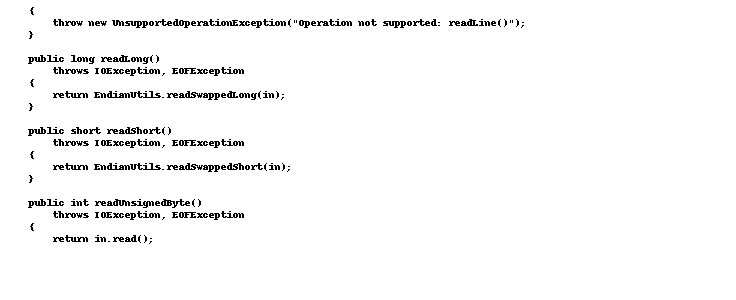 {
    throw new UnsupportedOperationException("Operation not supported: readLine()");
}

public long readLong()
    throws IOException, EOFException
{
    return EndianUtils.readSwappedLong(in);
}

public short readShort()
    throws IOException, EOFException
{
    return EndianUtils.readSwappedShort(in);
}

public int readUnsignedByte()
    throws IOException, EOFException
{
    return in.read();